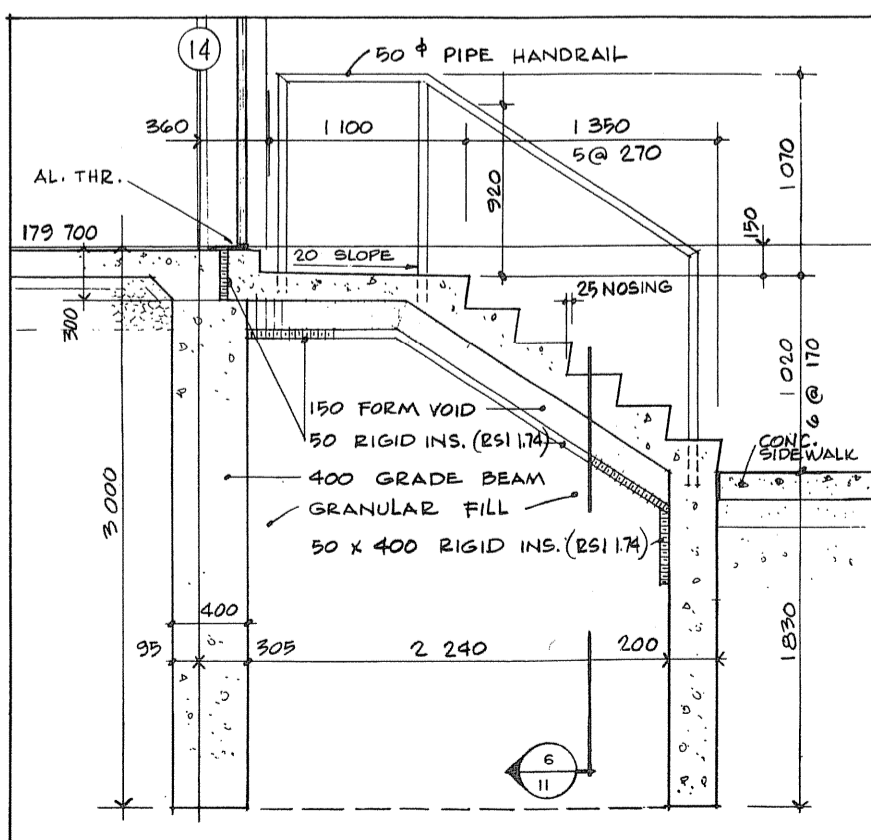 14
50 ⌀ PIPE HANDRAIL
360
1 100
1 350
5 @ 270
AL. THR.
920
1 070
150
179 700
20 SLOPE
25 NOSING
300
1 020
6 @ 170
150 FORM VOID
50 RIGID INS. (RSI 1.74)
CONC.
SIDEWALK
400 GRADE BEAM
GRANULAR FILL
3 000
50 x 400 RIGID INS. (RSI 1.74)
400
95
305
2 240
200
1830
6
11